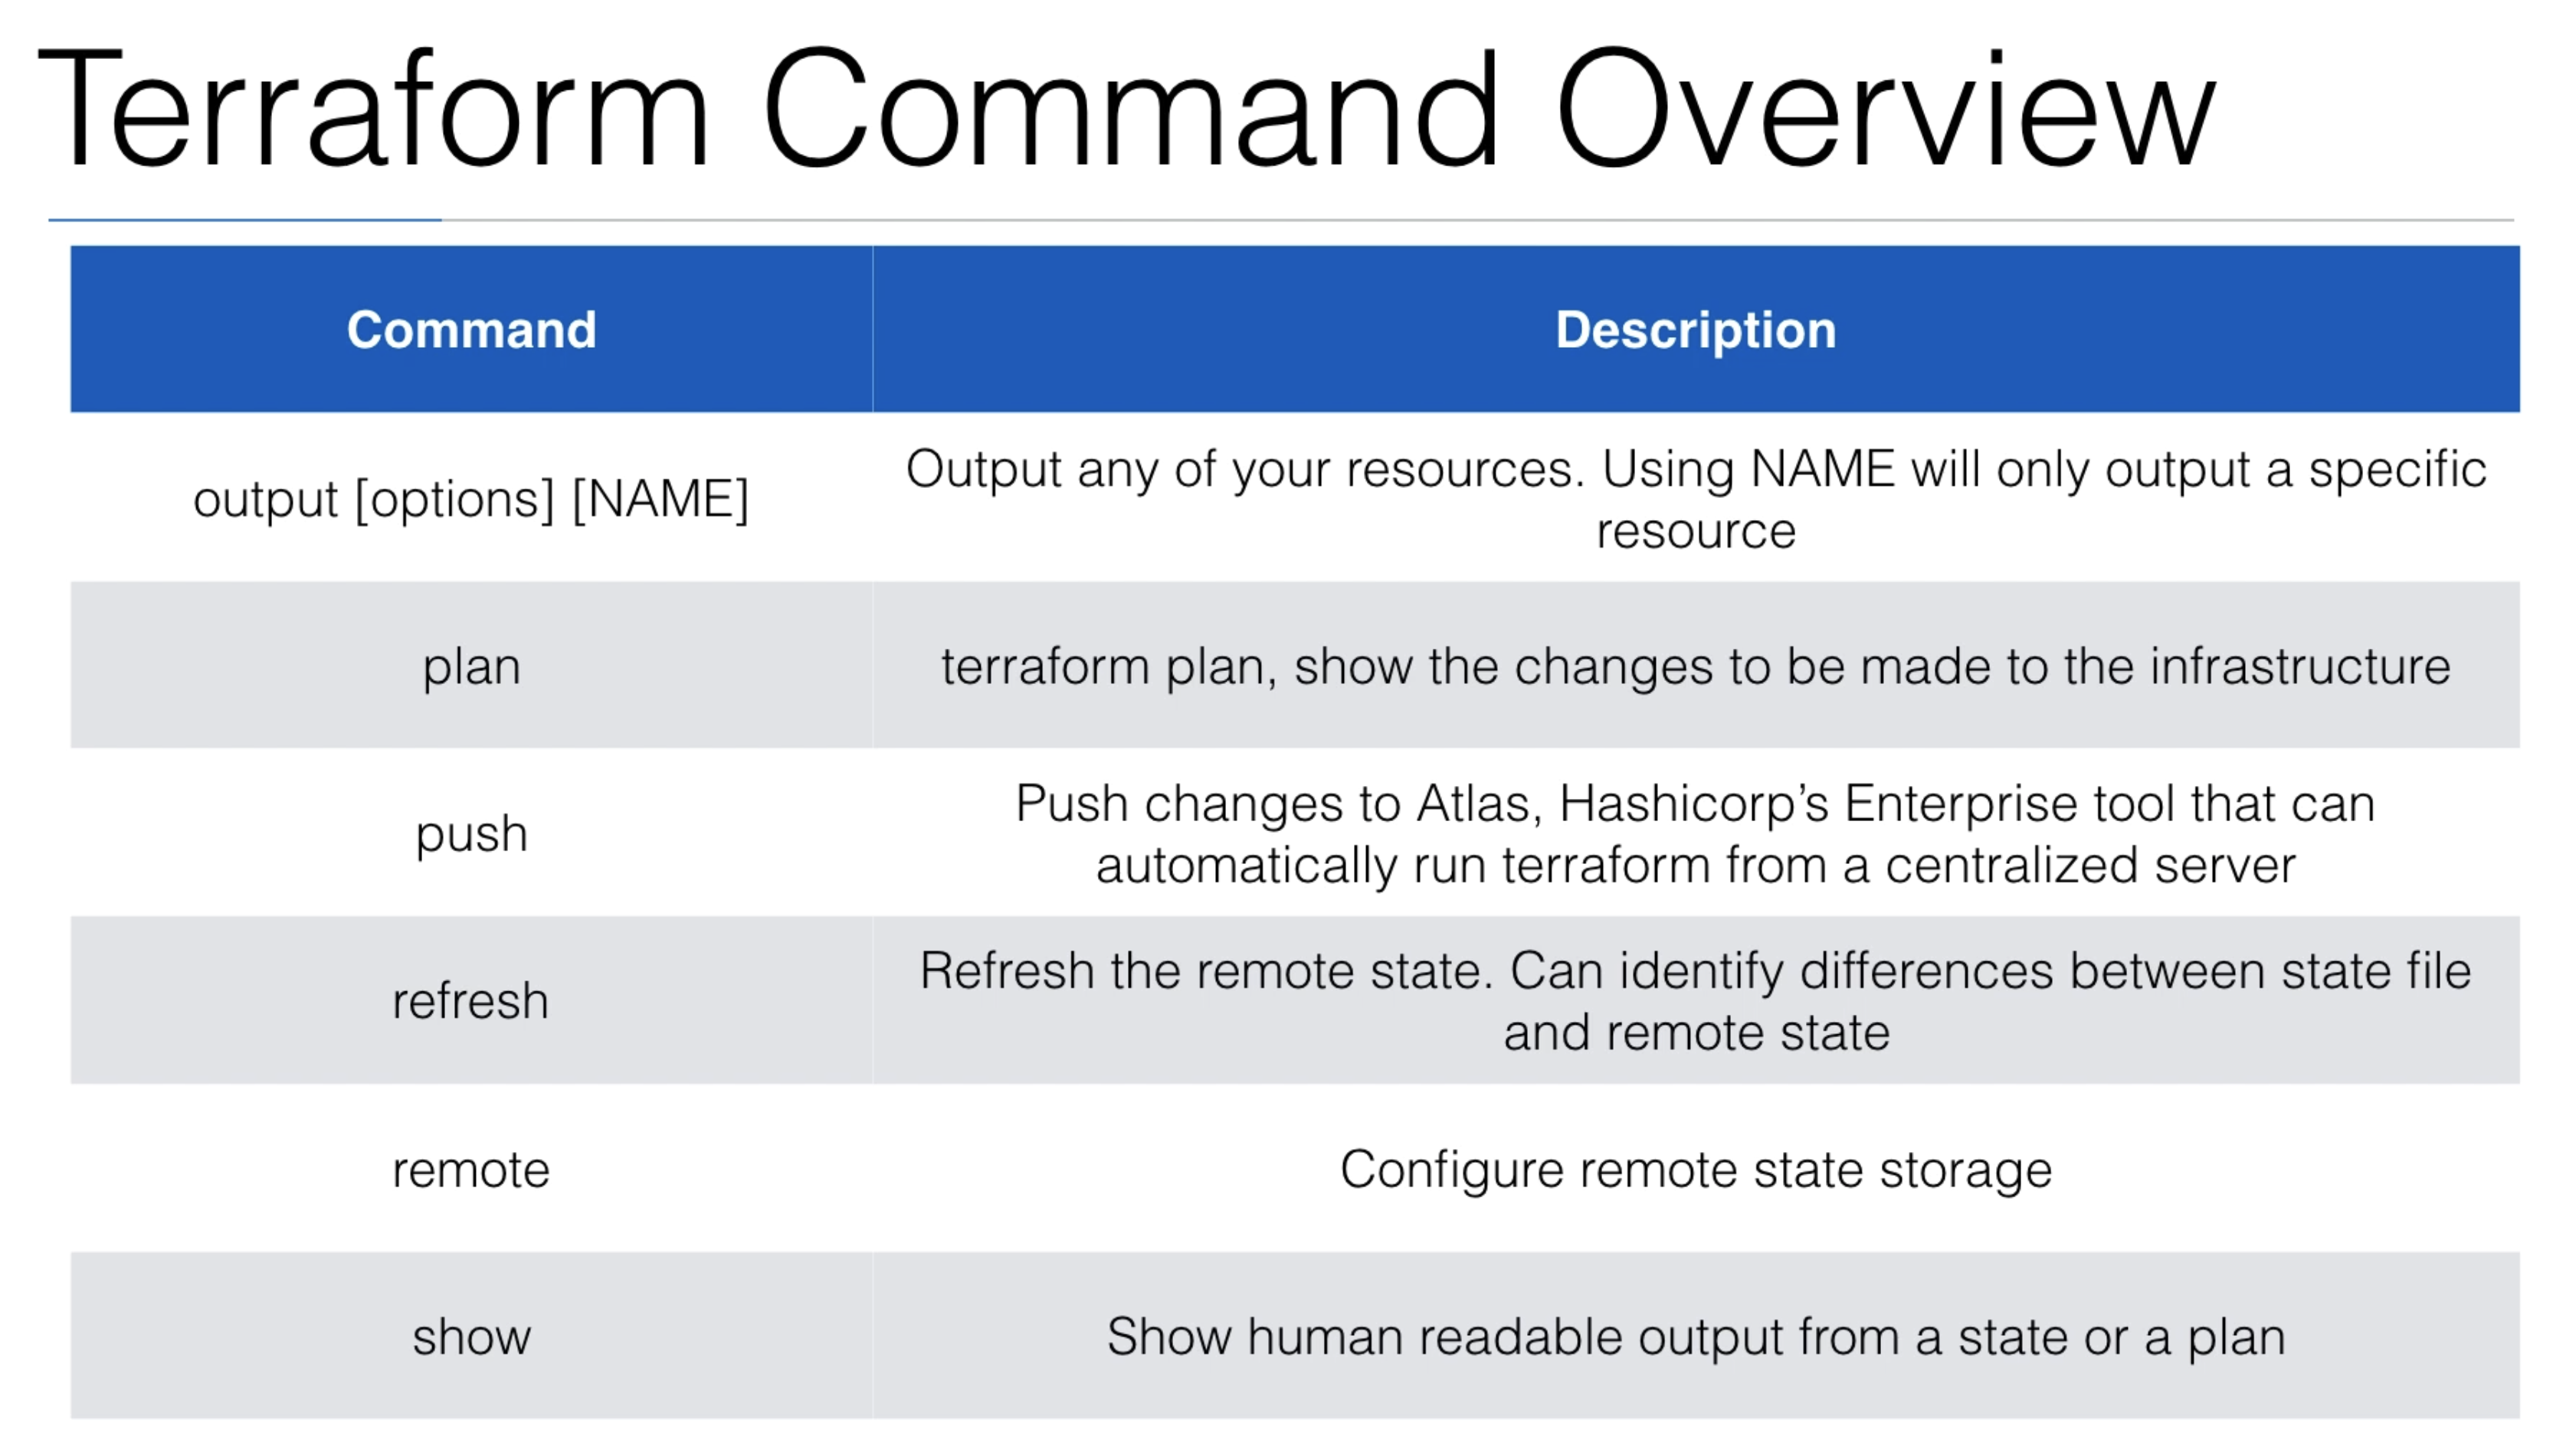 Terraform Command Overview
Command
Description
output [options] [NAME]
Output any of your resources. Using NAME will only output a specific
resource
plan
terraform plan, show the changes to be made to the infrastructure
push
Push changes to Atlas, Hashicorp’s Enterprise tool that can
automatically run terraform from a centralized server
refresh
Refresh the remote state. Can identify differences between state file
and remote state
remote
Configure remote state storage
show
Show human readable output from a state or a plan